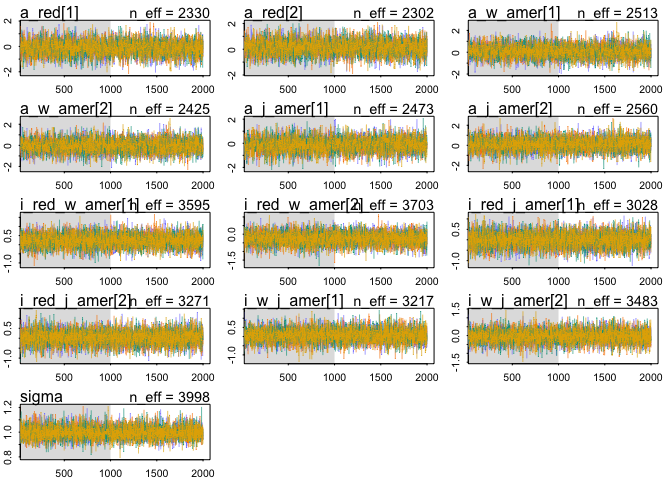 a_red[1] n_eff = 2330 a_red[2] n_eff = 2302 a_w_amer[1] n_eff = 2513
2 0 -2 2 0 -2 2 0 -2
500 1000 1500 2000 500 1000 1500 2000 500 1000 1500 2000
a_w_amer[2] n_eff = 2425 a_j_amer[1] n_eff = 2473 a_j_amer[2] n_eff = 2560
2 0 -2 2 0 -2 2 0 -2
500 1000 1500 2000 500 1000 1500 2000 500 1000 1500 2000
i_red_w_amer[1] n_eff = 3595 i_red_w_amer[2] n_eff = 3703 i_red_j_amer[1] n_eff = 3028
0.5 -1.0 0.0 -1.5 0.5 -1.0
500 1000 1500 2000 500 1000 1500 2000 500 1000 1500 2000
i_red_j_amer[2] n_eff = 3271 i_w_j_amer[1] n_eff = 3217 i_w_j_amer[2] n_eff = 3483
0.5 -1.0 0.5 -1.0 1.5 0.0 -1.5
500 1000 1500 2000 500 1000 1500 2000 500 1000 1500 2000
sigma n_eff = 3998
1.2 1.0 0.8
500 1000 1500 2000